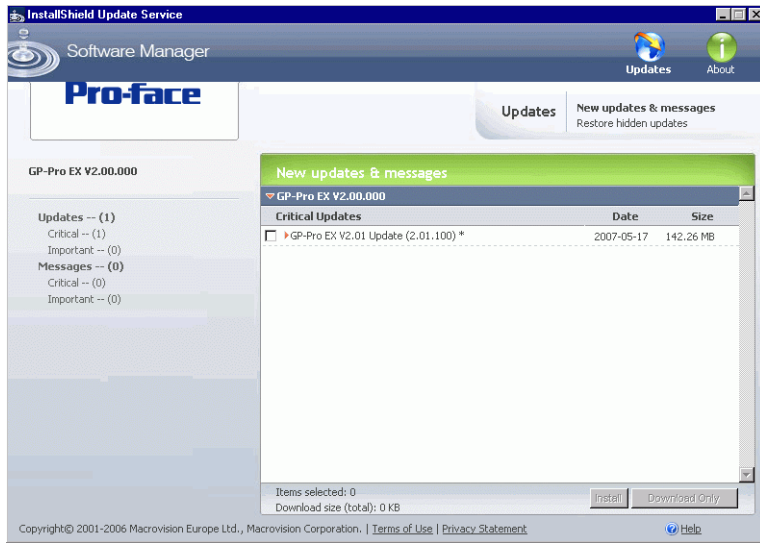 InstallShield Update Service
Software Manager
Updates
About
Pro-face
Updates
New updates & messages
Restore hidden updates
GP-Pro EX V2.00.000
Updates -- (1)
Critical -- (1)
Important -- (0)
Messages -- (0)
Critical -- (0)
Important -- (0)
New updates & messages
GP-Pro EX V2.00.000
Critical Updates Date Size
GP-Pro EX V2.01 Update (2.01.100) * 2007-05-17 142.26 MB
Items selected: 0
Download size (total): 0 KB
Install Download Only
Copyright© 2001-2006 Macrovision Europe Ltd., Macrovision Corporation. | Terms of Use | Privacy Statement Help